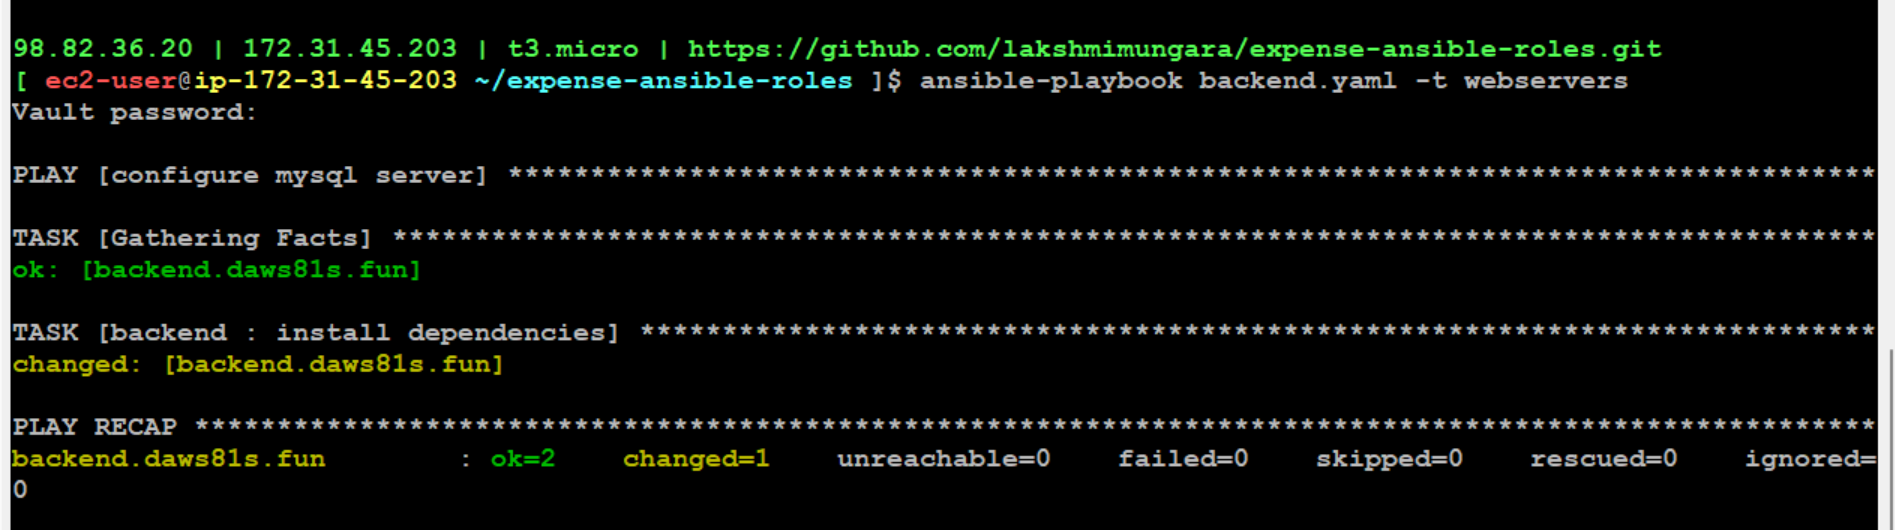 98.82.36.20 | 172.31.45.203 | t3.micro | https://github.com/lakshmimungara/expense-ansible-roles.git
[ ec2-user@ip-172-31-45-203 ~/expense-ansible-roles ]$ ansible-playbook backend.yaml -t webservers
Vault password:
PLAY [configure mysql server] ***********************************************************************************
TASK [Gathering Facts] ******************************************************************************************
ok: [backend.daws81s.fun]
TASK [backend : install dependencies] ***************************************************************************
changed: [backend.daws81s.fun]
PLAY RECAP ******************************************************************************************************
backend.daws81s.fun : ok=2 changed=1 unreachable=0 failed=0 skipped=0 rescued=0 ignored=
0